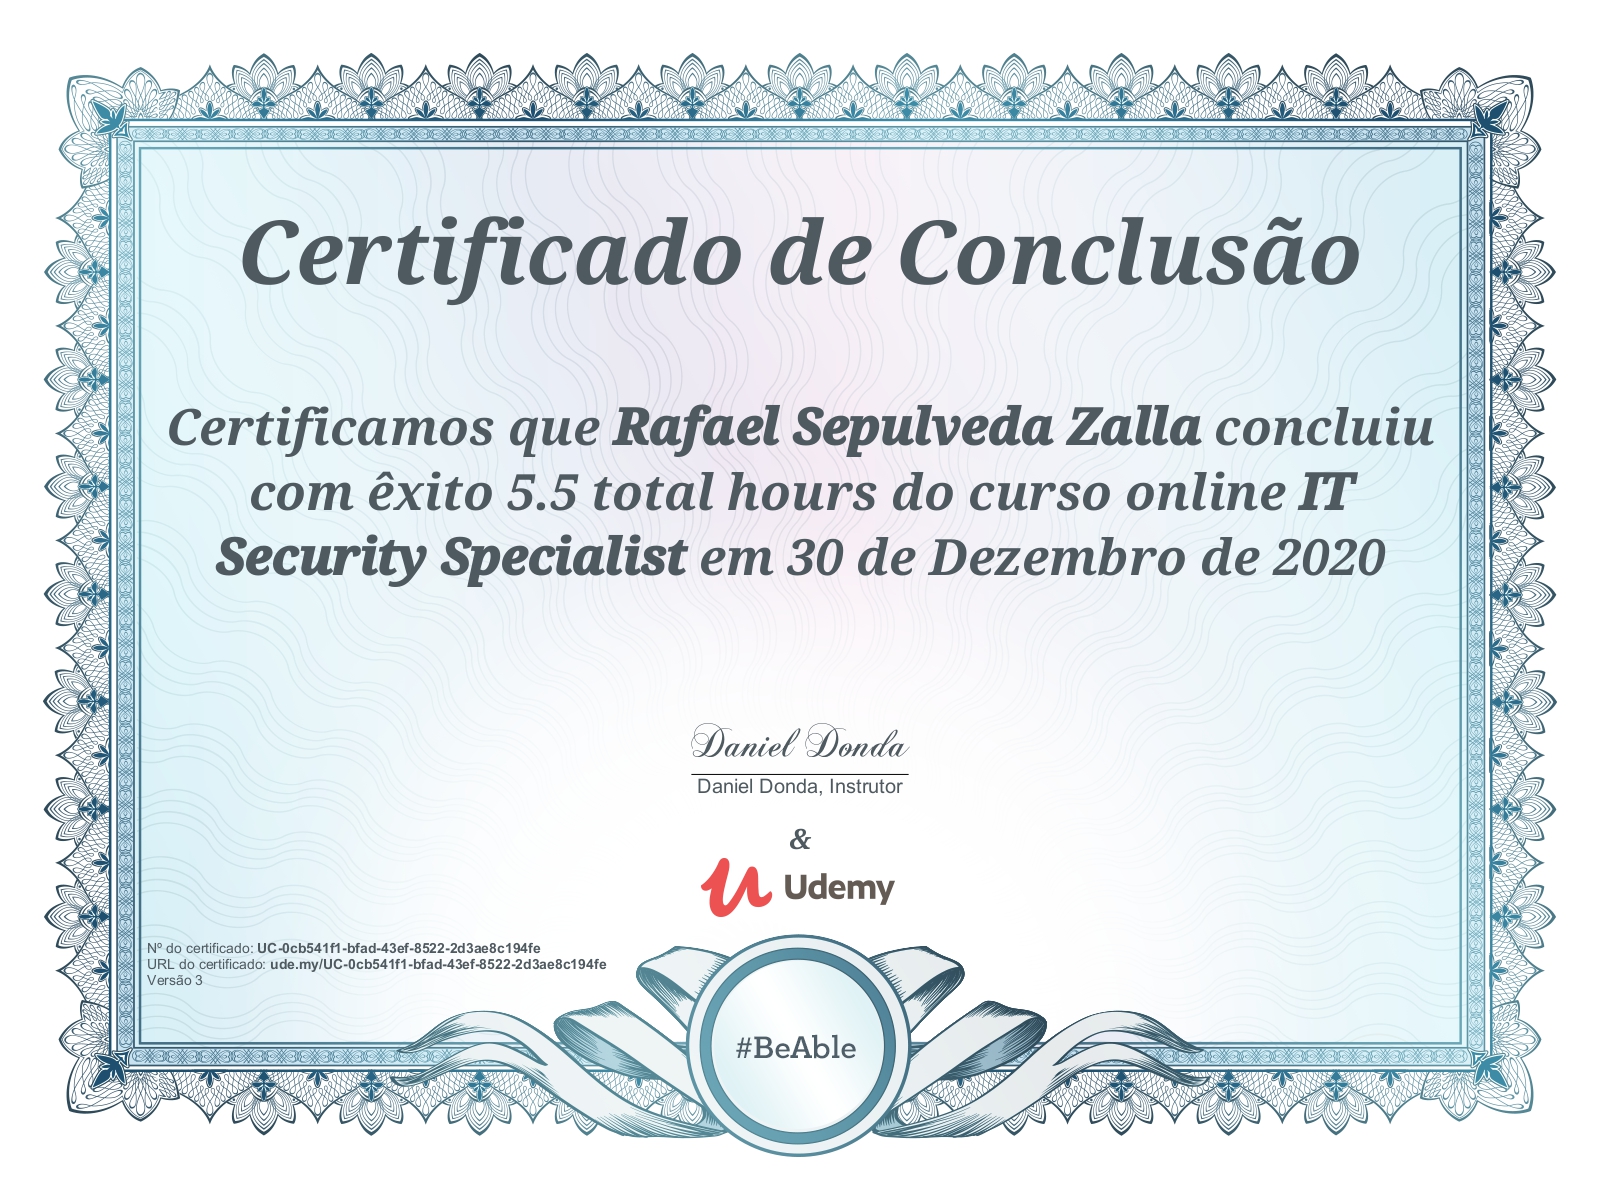 Certificado de Conclusão
Certificamos que Rafael Sepulveda Zalla concluiu
com êxito 5.5 total hours do curso online IT
Security Specialist em 30 de Dezembro de 2020
Daniel Donda
Daniel Donda, Instrutor
&
Udemy
Nº do certificado: UC-0cb541f1-bfad-43ef-8522-2d3ae8c194fe
URL do certificado: ude.my/UC-0cb541f1-bfad-43ef-8522-2d3ae8c194fe
Versão 3
#BeAble